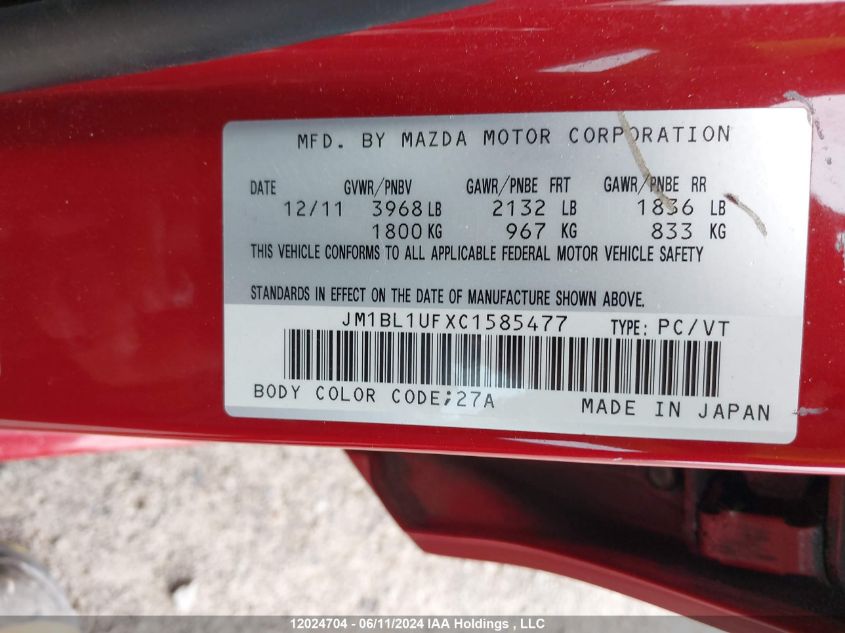 MFD. BY MAZDA MOTOR CORPORATION
DATE GVWR/PNBV GAWR/PNBE FRT GAWR/PNBE RR
12/11 3968 LB 2132 LB 1836 LB
1800 KG 967 KG 833 KG
THIS VEHICLE CONFORMS TO ALL APPLICABLE FEDERAL MOTOR VEHICLE SAFETY
STANDARDS IN EFFECT ON THE DATE OF MANUFACTURE SHOWN ABOVE.
JM1BL1UFXC1585477 TYPE: PC/VT
BODY COLOR CODE;27A MADE IN JAPAN
12024704 - 06/11/2024 IAA Holdings , LLC